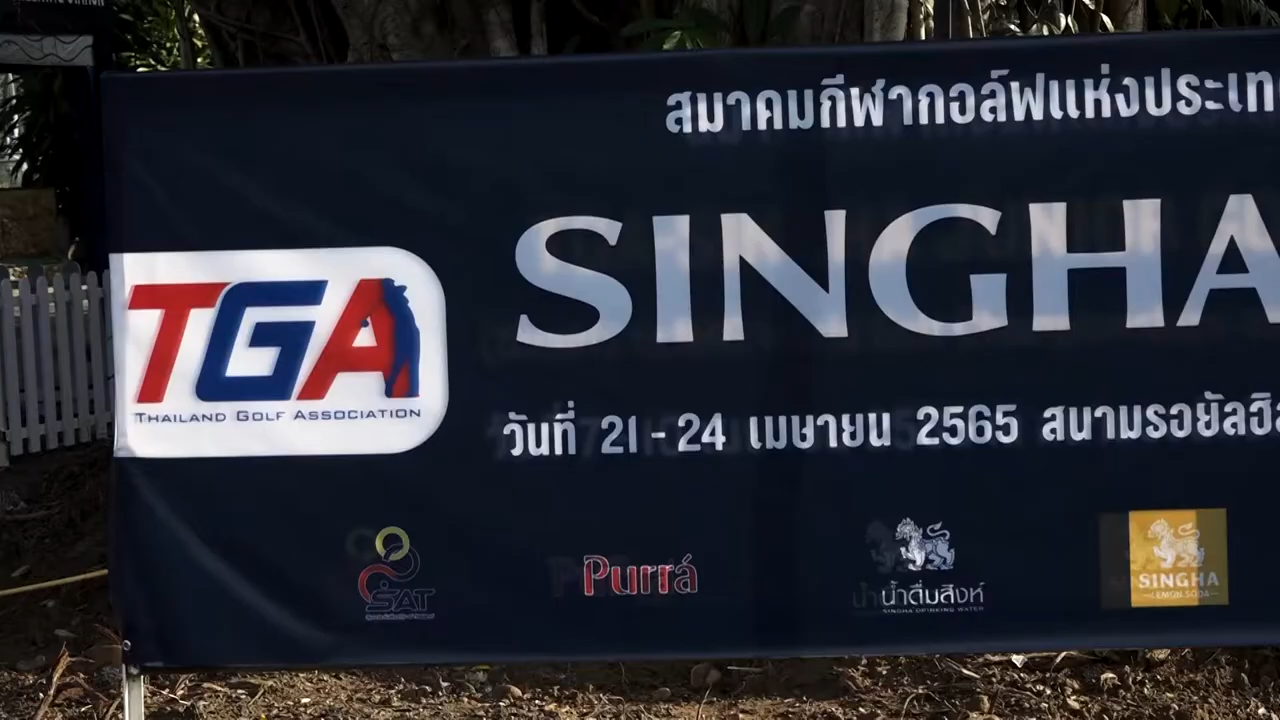 สมาคมกีฬากอล์ฟแห่งประเท
SINGHA
TGA
THAILAND GOLF ASSOCIATION
วันที่ 21-24 เมษายน 2565 สนามรอยัลฮิ
SAT
Purrá
น้ำดื่มสิงห์
SINGHA DRINKING WATER
SINGHA
LEMON SODA